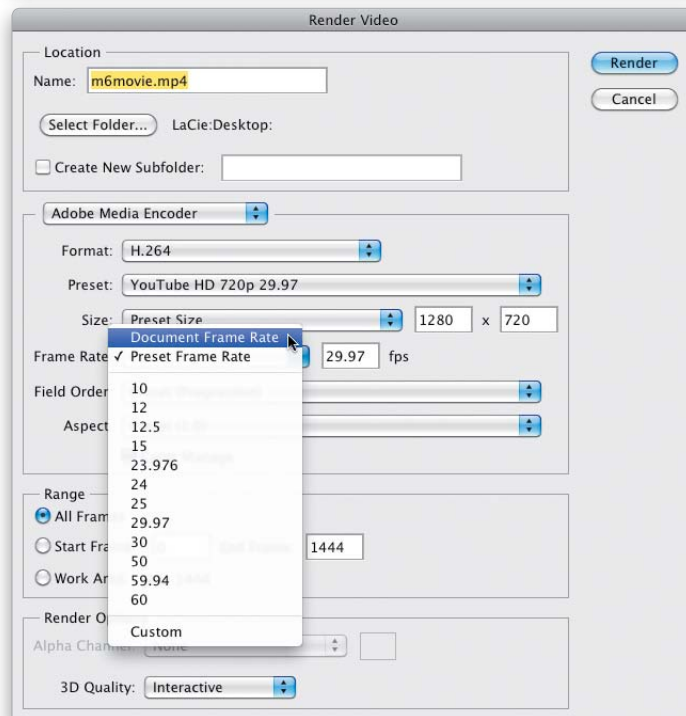 Render Video
Location
Render
Name: m6movie.mp4
Cancel
Select Folder... LaCie:Desktop:
Create New Subfolder:
Adobe Media Encoder
Format: H.264
Preset: YouTube HD 720p 29.97
Size: Preset Size 1280 x 720
Document Frame Rate
Frame Rate ✓ Preset Frame Rate 29.97 fps
Field Order
10
12
Aspect
12.5
15
23.976
24
25
Range
All Fram
29.97
30
Start Fra 1444
50
Work Ar
59.94
60
Render O
Custom
Alpha Channel: None
3D Quality: Interactive